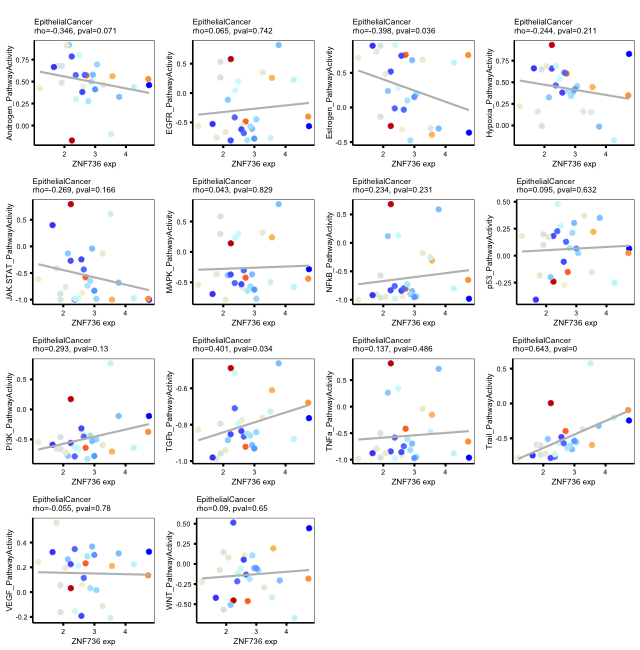 EpithelialCancer
rho=-0.346, pval=0.071
Androgen_PathwayActivity
0.75
0.50
0.25
0.00
2
3
4
ZNF736 exp
EpithelialCancer
rho=0.065, pval=0.742
EGFR_PathwayActivity
0.5
0.0
-0.5
2
3
4
ZNF736 exp
EpithelialCancer
rho=-0.398, pval=0.036
Estrogen_PathwayActivity
0.5
0.0
-0.5
2
3
4
ZNF736 exp
EpithelialCancer
rho=-0.244, pval=0.211
Hypoxia_PathwayActivity
0.75
0.50
0.25
0.00
2
3
4
ZNF736 exp
EpithelialCancer
rho=-0.269, pval=0.166
JAK-STAT_PathwayActivity
0.5
0.0
-0.5
-1.0
2
3
4
ZNF736 exp
EpithelialCancer
rho=0.043, pval=0.829
MAPK_PathwayActivity
0.5
0.0
-0.5
2
3
4
ZNF736 exp
EpithelialCancer
rho=0.234, pval=0.231
NFkB_PathwayActivity
0.5
0.0
-0.5
-1.0
2
3
4
ZNF736 exp
EpithelialCancer
rho=0.095, pval=0.632
p53_PathwayActivity
0.50
0.25
0.00
-0.25
2
3
4
ZNF736 exp
EpithelialCancer
rho=0.293, pval=0.13
PI3K_PathwayActivity
0.5
0.0
-0.5
2
3
4
ZNF736 exp
EpithelialCancer
rho=0.401, pval=0.034
TGFb_PathwayActivity
-0.6
-0.8
-1.0
2
3
4
ZNF736 exp
EpithelialCancer
rho=0.137, pval=0.486
TNFa_PathwayActivity
0.5
0.0
-0.5
-1.0
2
3
4
ZNF736 exp
EpithelialCancer
rho=0.643, pval=0
Trail_PathwayActivity
0.5
0.0
-0.5
2
3
4
ZNF736 exp
EpithelialCancer
rho=-0.055, pval=0.78
VEGF_PathwayActivity
0.4
0.2
0.0
-0.2
2
3
4
ZNF736 exp
EpithelialCancer
rho=0.09, pval=0.65
WNT_PathwayActivity
0.50
0.25
0.00
-0.25
-0.50
2
3
4
ZNF736 exp